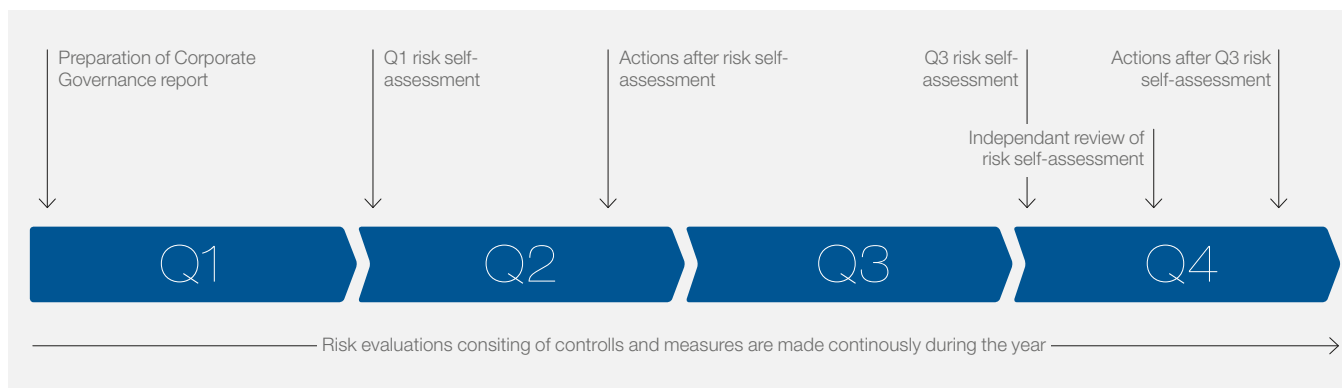 Preparation of Corporate
Governance report
Q1 risk self-
assessment
Actions after risk self-
assessment
Q3 risk self-
assessment
Actions after Q3 risk
self-assessment
Independant review of
risk self-assessment
Q1
Q2
Q3
Q4
Risk evaluations consiting of controlls and measures are made continously during the year